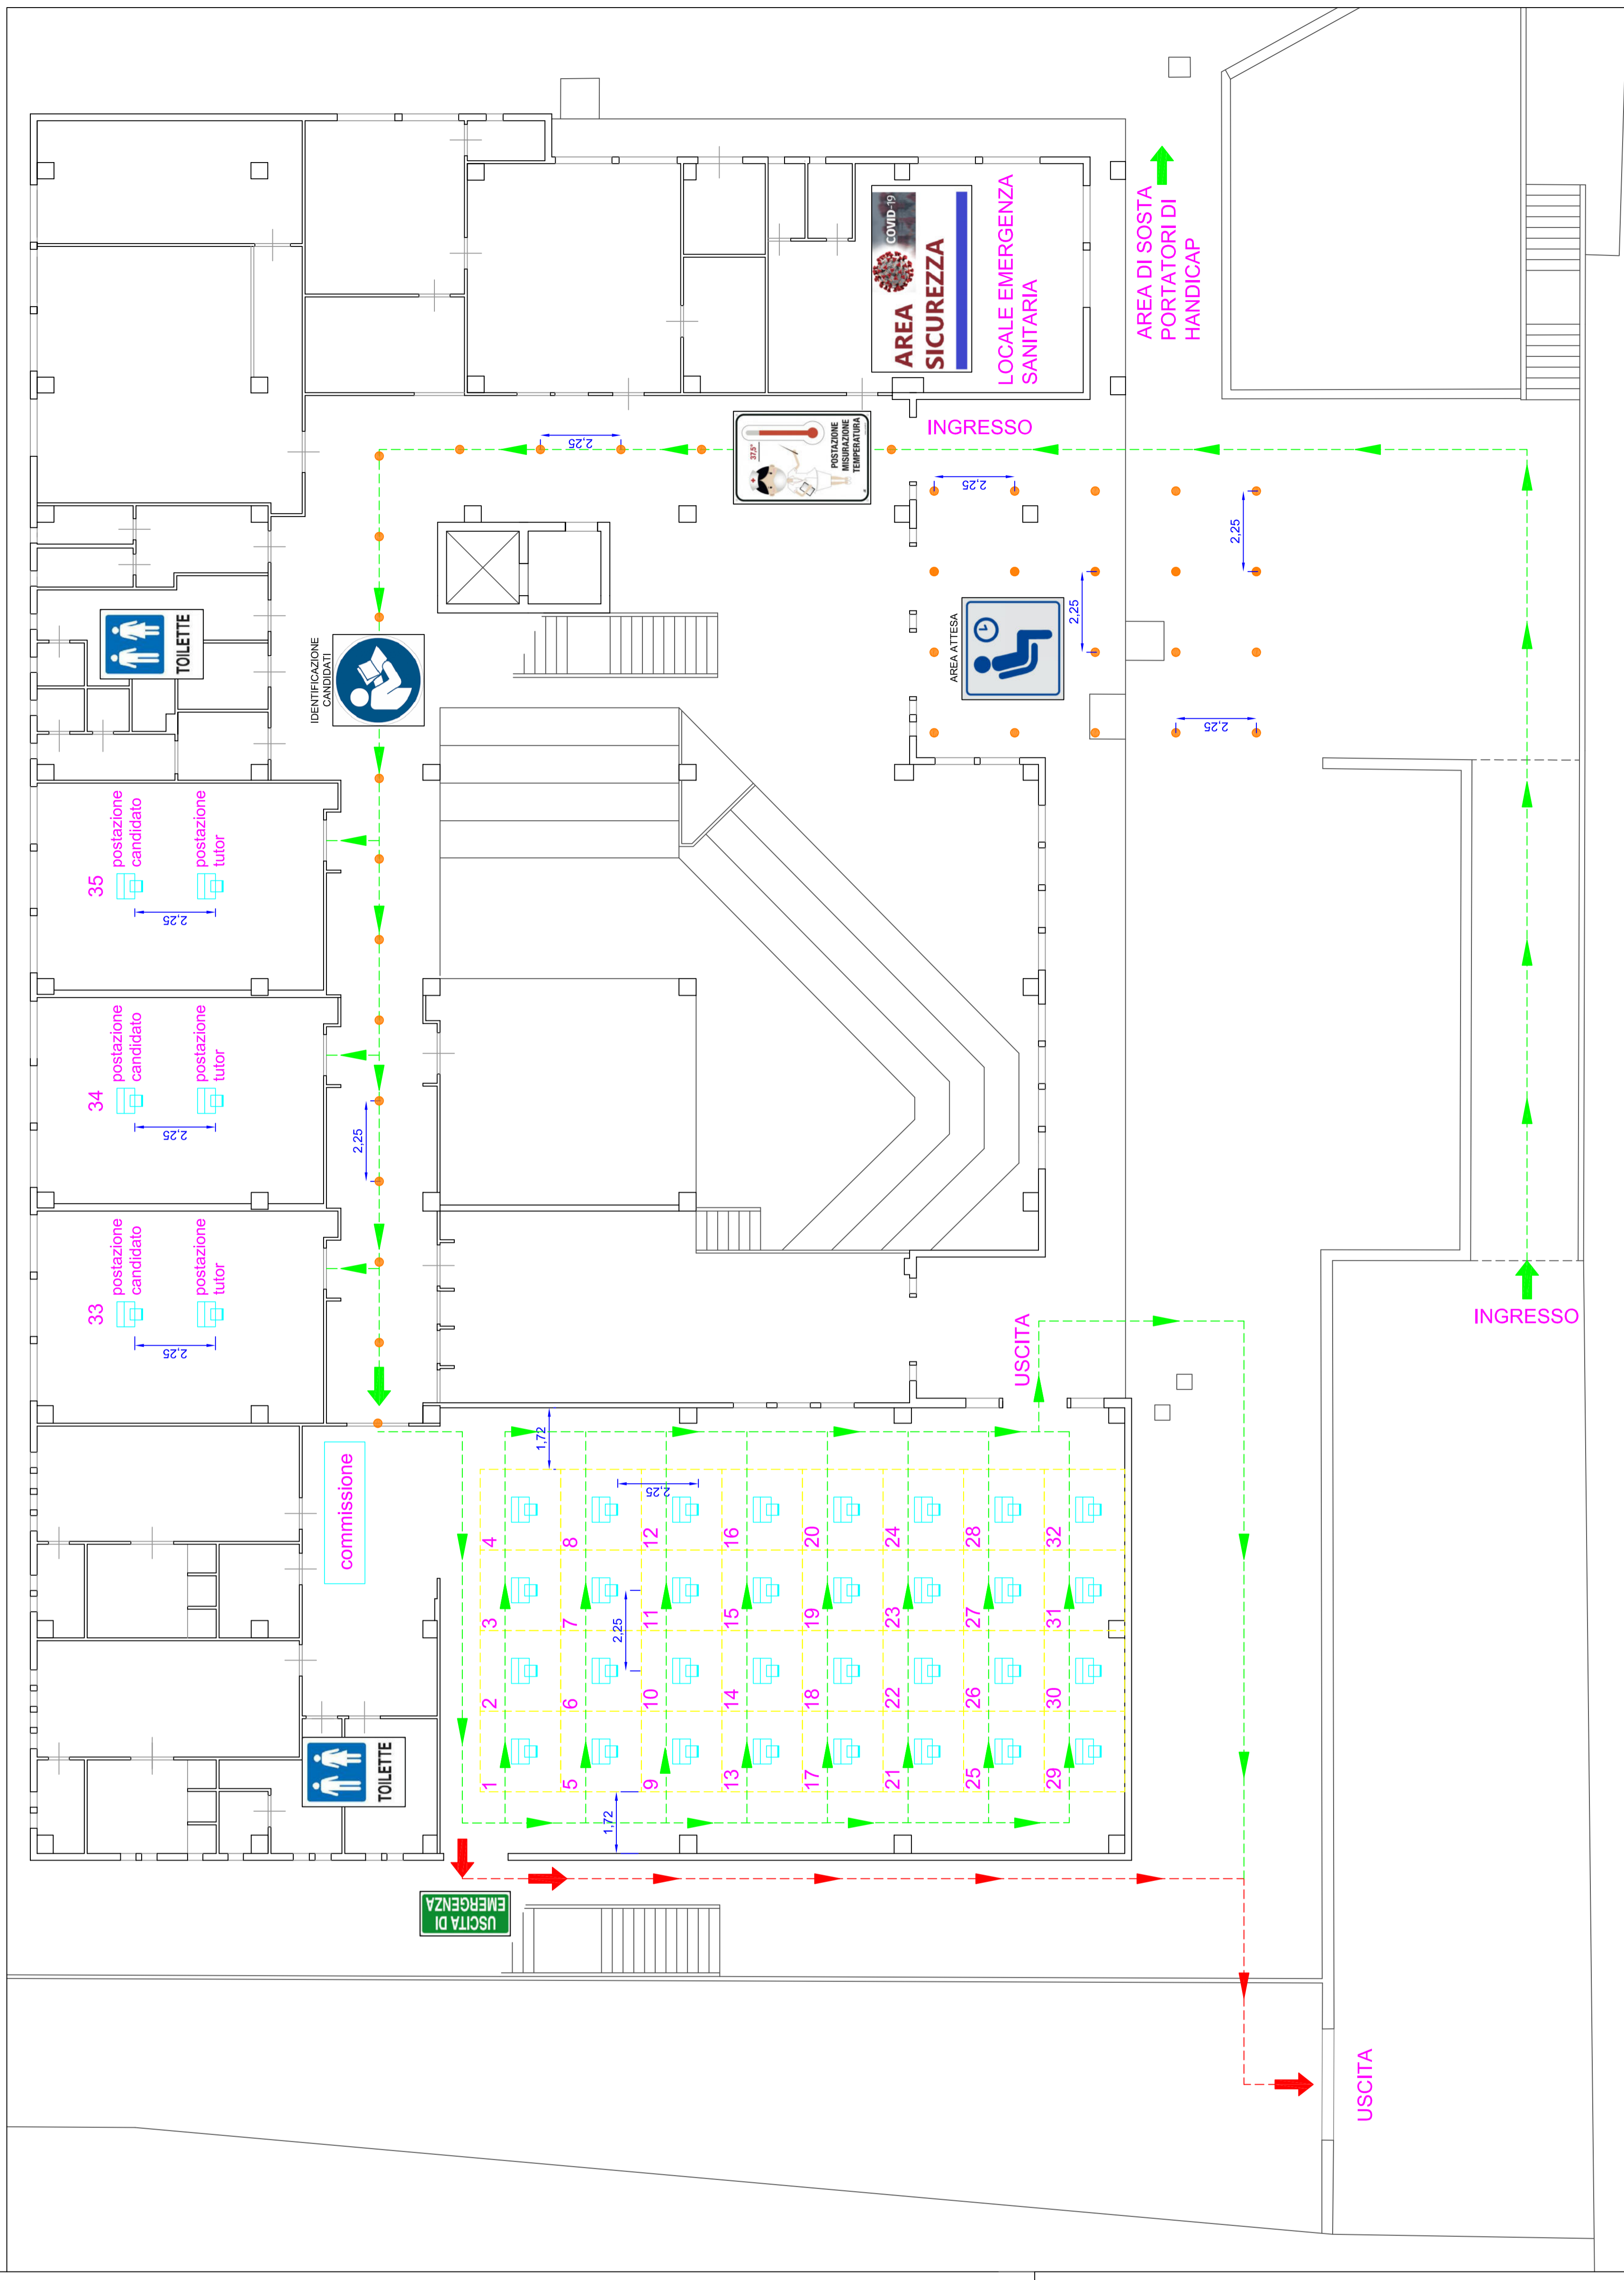 AREA DI SOSTA
PORTATORI DI
HANDICAP
LOCALE EMERGENZA
SANITARIA
AREA
COVID-19
SICUREZZA
INGRESSO
37,5°
POSTAZIONE
MISURAZIONE
TEMPERATURA
2,25
2,25
2,25
2,25
2,25
AREA ATTESA
TOILETTE
IDENTIFICAZIONE
CANDIDATI
35
postazione
candidato
postazione
tutor
2,25
34
postazione
candidato
postazione
tutor
2,25
2,25
33
postazione
candidato
postazione
tutor
2,25
INGRESSO
USCITA
commissione
1,72
2,25
2,25
1,72
1
2
3
4
5
6
7
8
9
10
11
12
13
14
15
16
17
18
19
20
21
22
23
24
25
26
27
28
29
30
31
32
TOILETTE
USCITA DI
EMERGENZA
USCITA